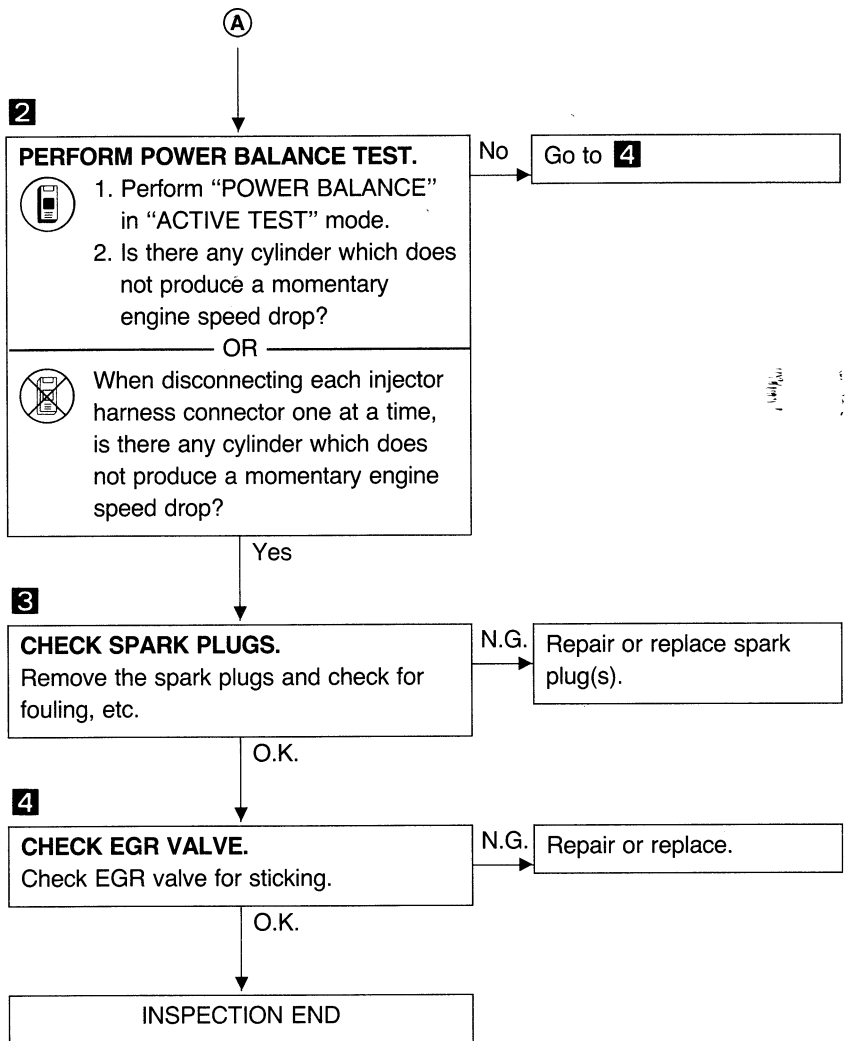 A
2
PERFORM POWER BALANCE TEST.
1. Perform “POWER BALANCE”
in “ACTIVE TEST” mode.
2. Is there any cylinder which does
not produce a momentary
engine speed drop?
OR
When disconnecting each injector
harness connector one at a time,
is there any cylinder which does
not produce a momentary engine
speed drop?
No
Go to 4
Yes
3
CHECK SPARK PLUGS.
Remove the spark plugs and check for
fouling, etc.
N.G.
Repair or replace spark
plug(s).
O.K.
4
CHECK EGR VALVE.
Check EGR valve for sticking.
N.G.
Repair or replace.
O.K.
INSPECTION END